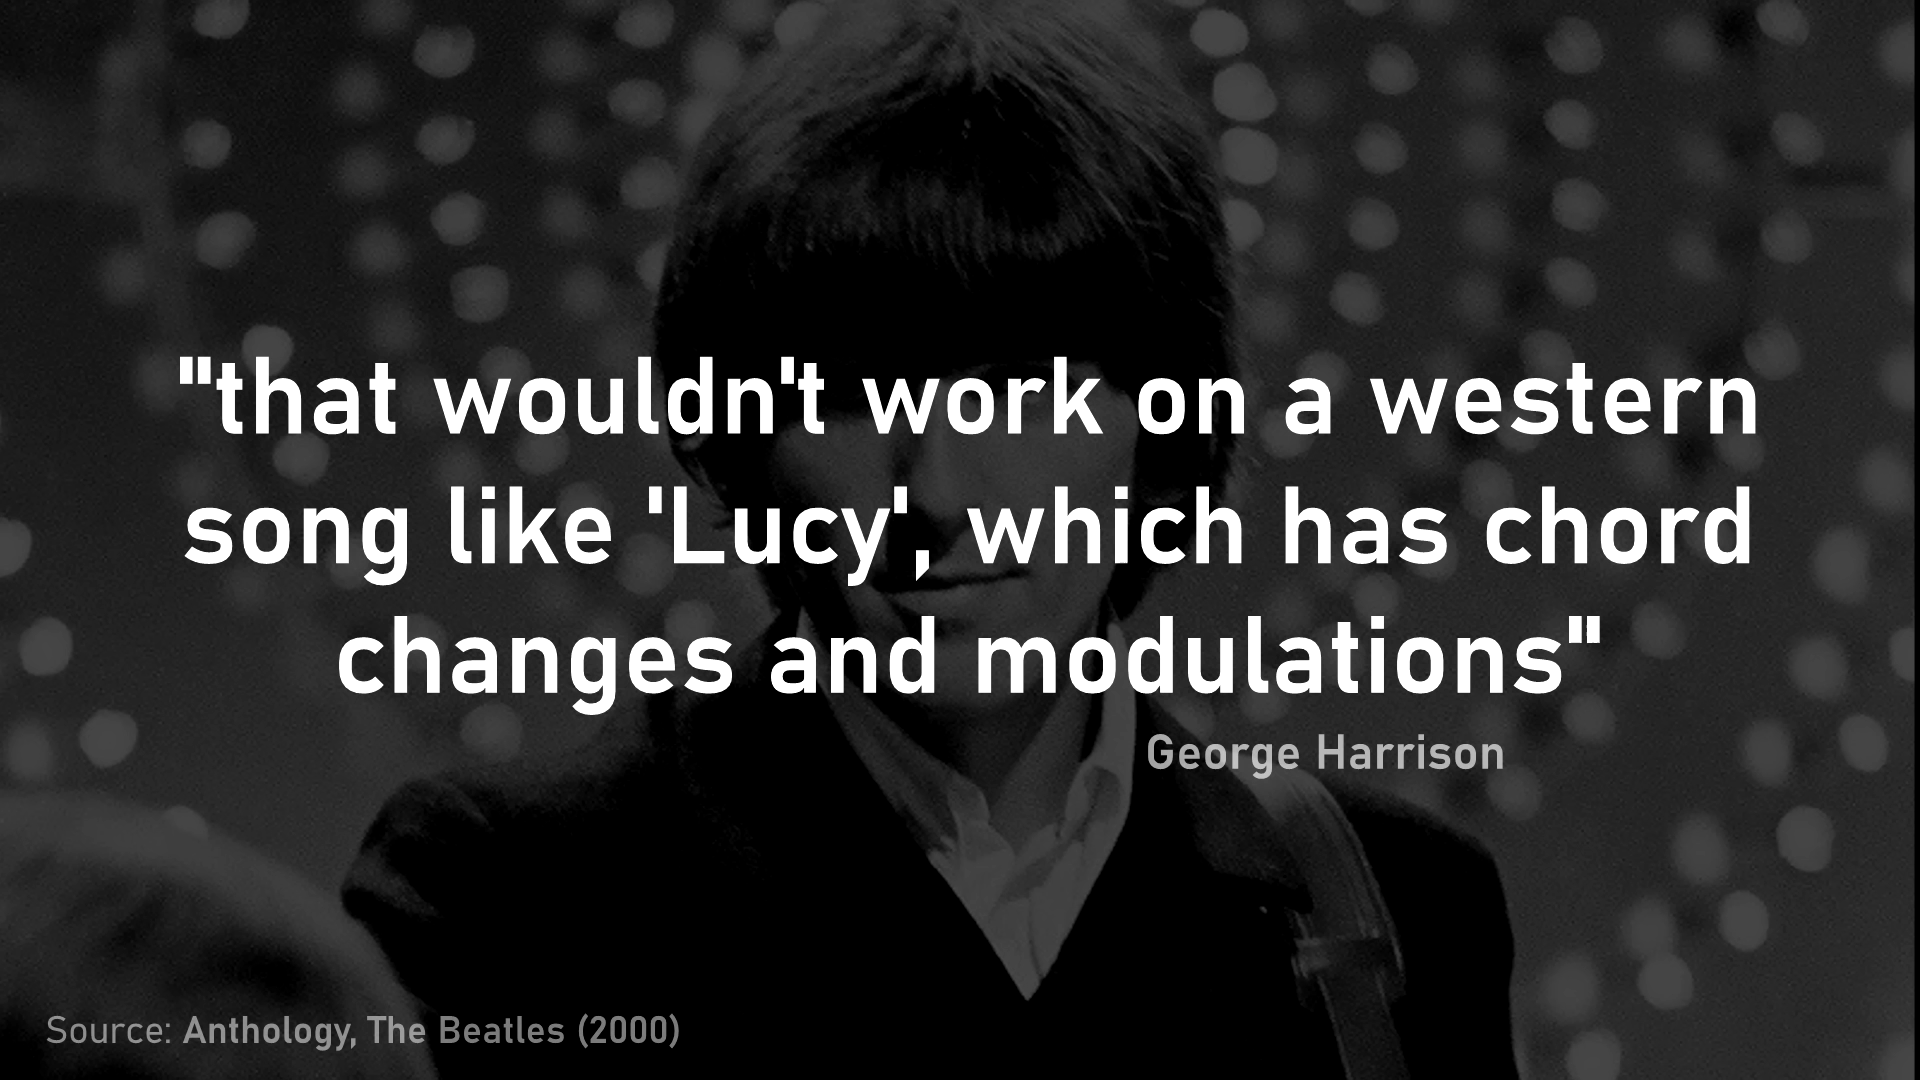 "that wouldn't work on a western
song like 'Lucy', which has chord
changes and modulations"
George Harrison
Source: Anthology, The Beatles (2000)